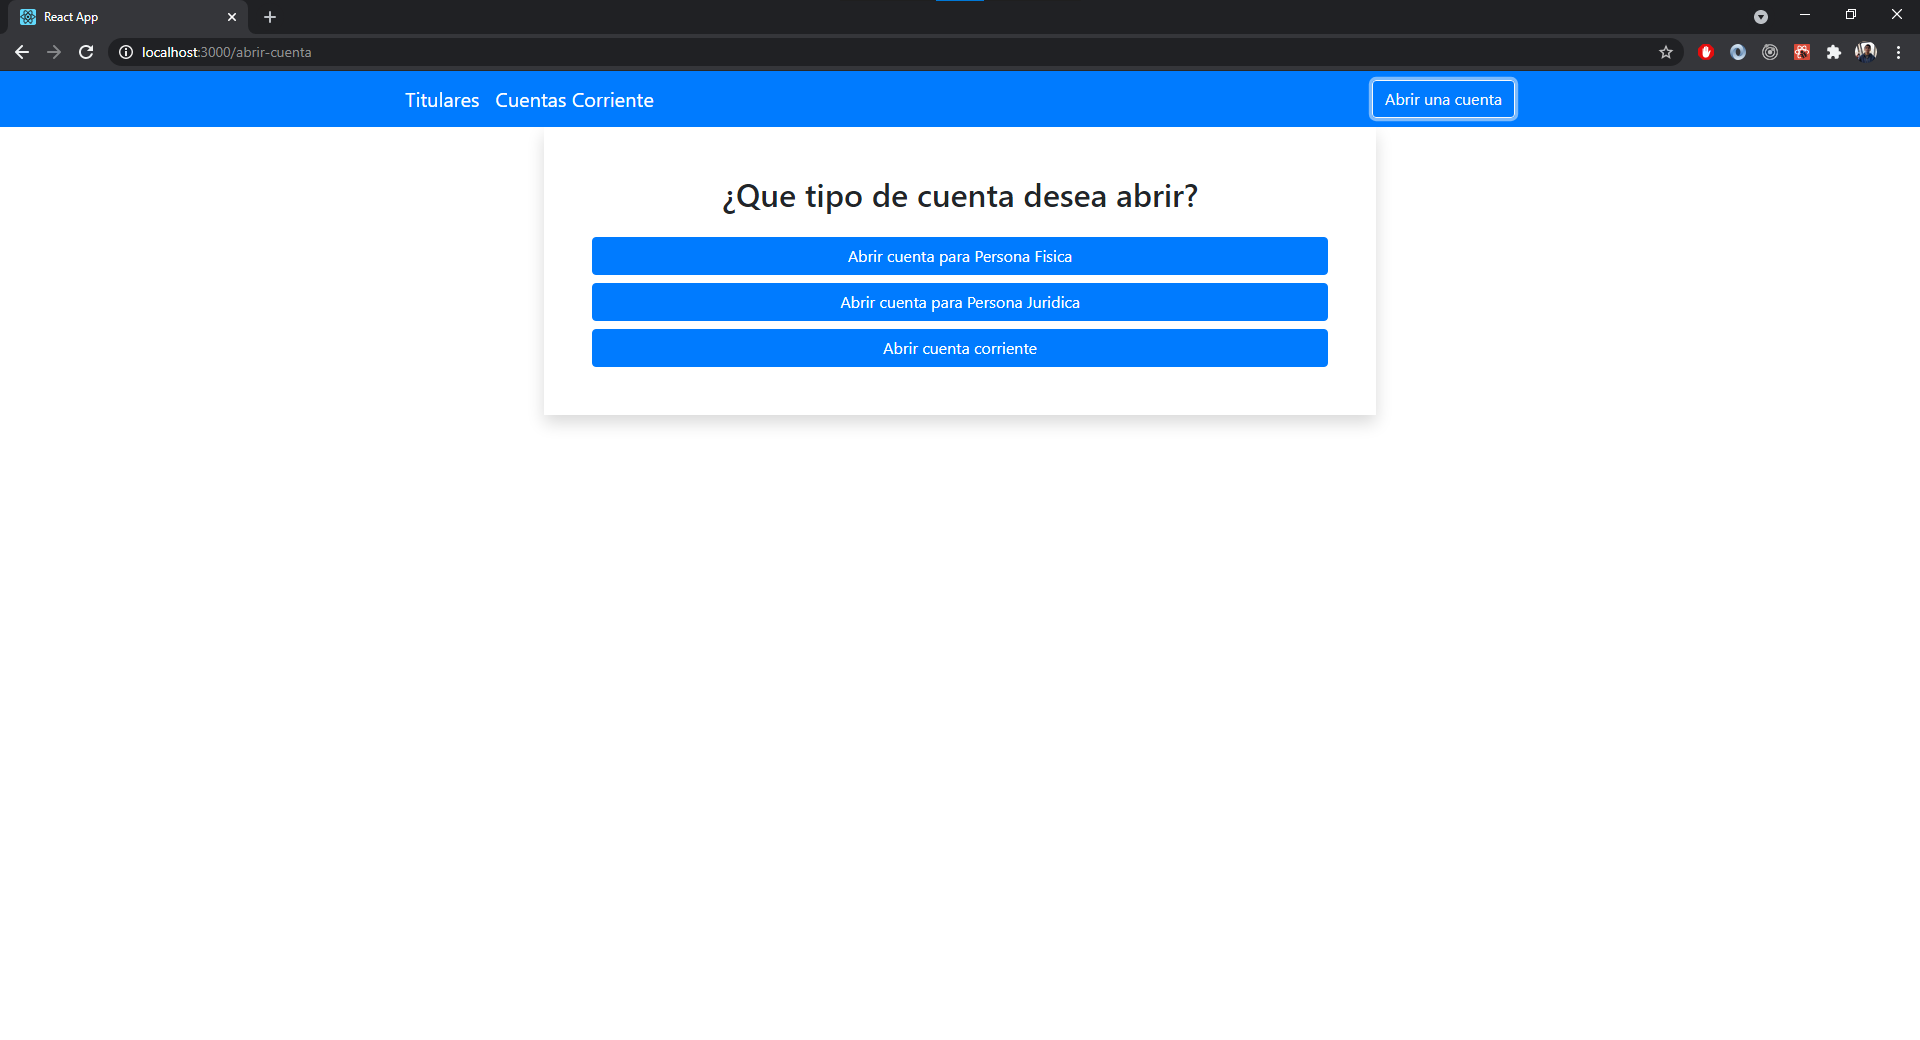 React App
localhost:3000/abrir-cuenta
Titulares Cuentas Corriente Abrir una cuenta
¿Que tipo de cuenta desea abrir?
Abrir cuenta para Persona Fisica
Abrir cuenta para Persona Juridica
Abrir cuenta corriente